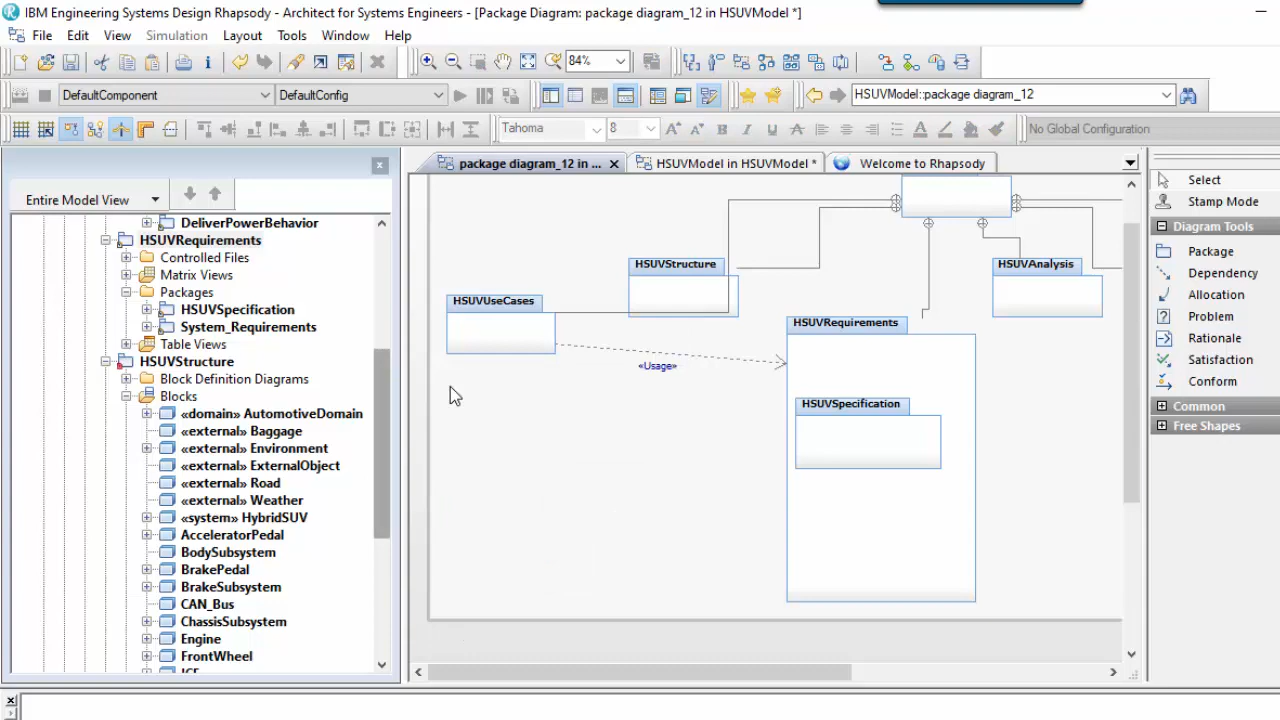 IBM Engineering Systems Design Rhapsody - Architect for Systems Engineers - [Package Diagram: package diagram_12 in HSUVModel *]
File Edit View Simulation Layout Tools Window Help
84%
DefaultComponent DefaultConfig HSUVModel::package diagram_12
Tahoma 8 A A B I U A A No Global Configuration
package diagram_12 in ... HSUVModel in HSUVModel * Welcome to Rhapsody
Entire Model View
DeliverPowerBehavior
HSUVRequirements
Controlled Files
Matrix Views
Packages
HSUVSpecification
System_Requirements
Table Views
HSUVStructure
Block Definition Diagrams
Blocks
«domain» AutomotiveDomain
«external» Baggage
«external» Environment
«external» ExternalObject
«external» Road
«external» Weather
«system» HybridSUV
AcceleratorPedal
BodySubsystem
BrakePedal
BrakeSubsystem
CAN_Bus
ChassisSubsystem
Engine
FrontWheel
ICE
HSUVStructure
HSUVAnalysis
HSUVUseCases
HSUVRequirements
«Usage»
HSUVSpecification
Select
Stamp Mode
Diagram Tools
Package
Dependency
Allocation
Problem
Rationale
Satisfaction
Conform
Common
Free Shapes